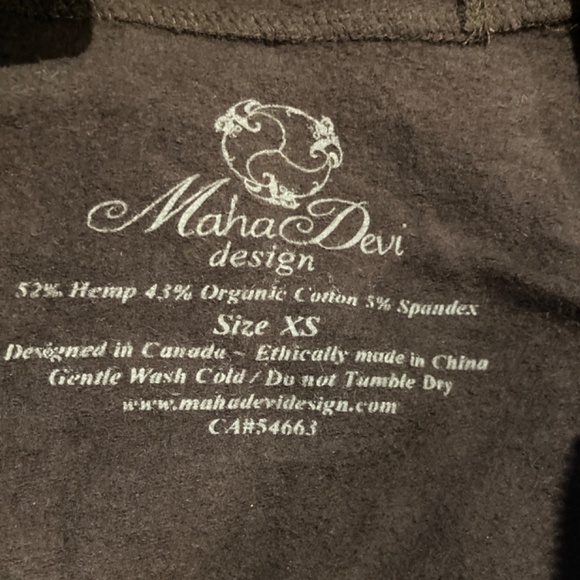 Maha Devi
design
52% Hemp 43% Organic Cotton 5% Spandex
Size XS
Designed in Canada ~ Ethically made in China
Gentle Wash Cold / Do not Tumble Dry
www.mahadevidesign.com
CA#54663